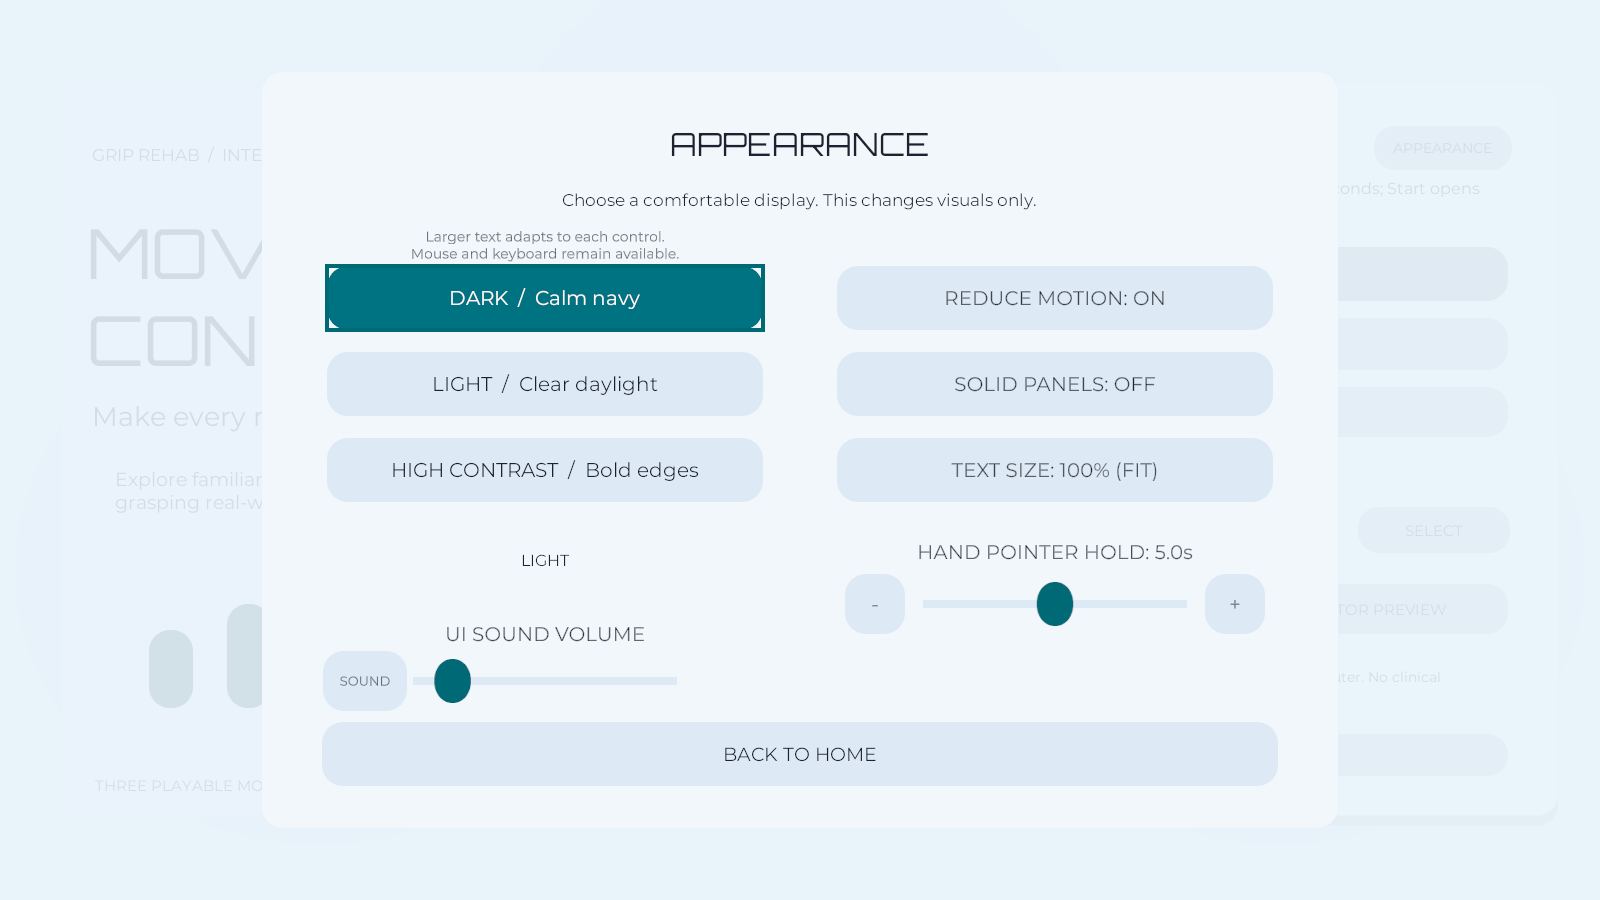 APPEARANCE
Choose a comfortable display. This changes visuals only.
Larger text adapts to each control.
Mouse and keyboard remain available.
DARK / Calm navy
LIGHT / Clear daylight
HIGH CONTRAST / Bold edges
LIGHT
UI SOUND VOLUME
SOUND
REDUCE MOTION: ON
SOLID PANELS: OFF
TEXT SIZE: 100% (FIT)
HAND POINTER HOLD: 5.0s
- +
BACK TO HOME
GRIP REHAB / INTE
MOV
CON
Make every
Explore familiar
grasping real-w
THREE PLAYABLE MO
APPEARANCE
conds; Start opens
SELECT
TOR PREVIEW
uter. No clinical